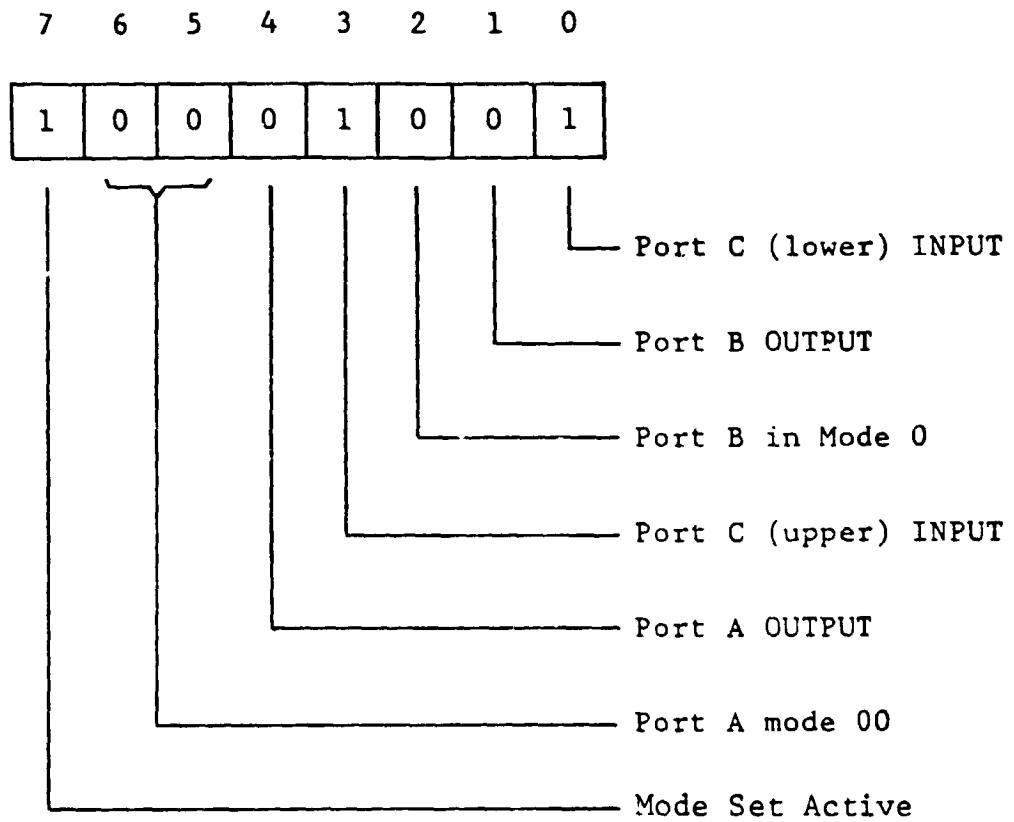 7 6 5 4 3 2 1 0
1 0 0 0 1 0 0 1
Port C (lower) INPUT
Port B OUTPUT
Port B in Mode 0
Port C (upper) INPUT
Port A OUTPUT
Port A mode 00
Mode Set Active